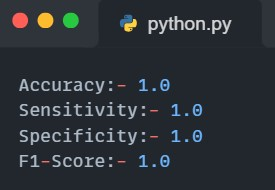 python.py
Accuracy:- 1.0
Sensitivity:- 1.0
Specificity:- 1.0
F1-Score:- 1.0